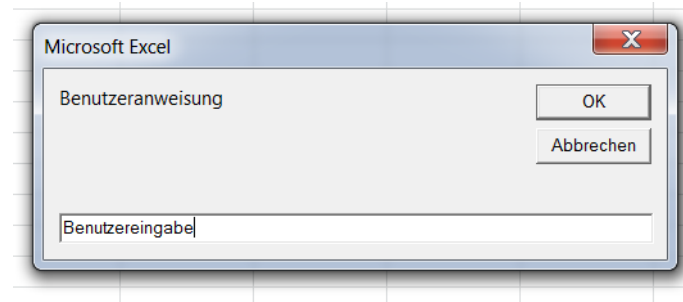 Microsoft Excel
Benutzeranweisung
OK
Abbrechen
Benutzereingabe